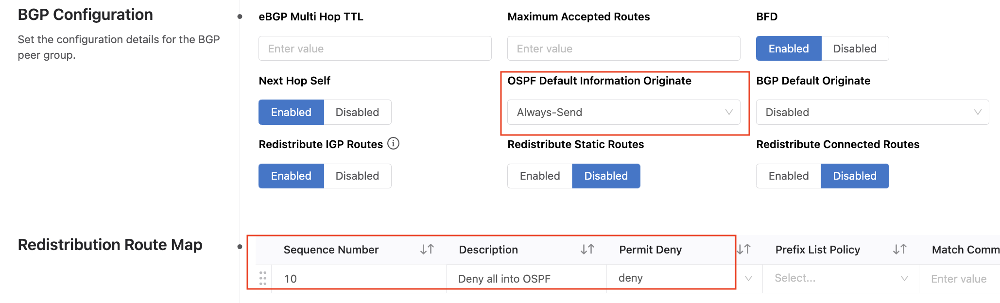 BGP Configuration
Set the configuration details for the BGP
peer group.
eBGP Multi Hop TTL
Maximum Accepted Routes
BFD
Enter value
Enter value
Enabled
Disabled
Next Hop Self
OSPF Default Information Originate
BGP Default Originate
Enabled
Disabled
Always-Send
Disabled
Redistribute IGP Routes
Redistribute Static Routes
Redistribute Connected Routes
Enabled
Disabled
Enabled
Disabled
Enabled
Disabled
Redistribution Route Map
Sequence Number
Description
Permit Deny
Prefix List Policy
Match Comm
10
Deny all into OSPF
deny
Select...
Enter value